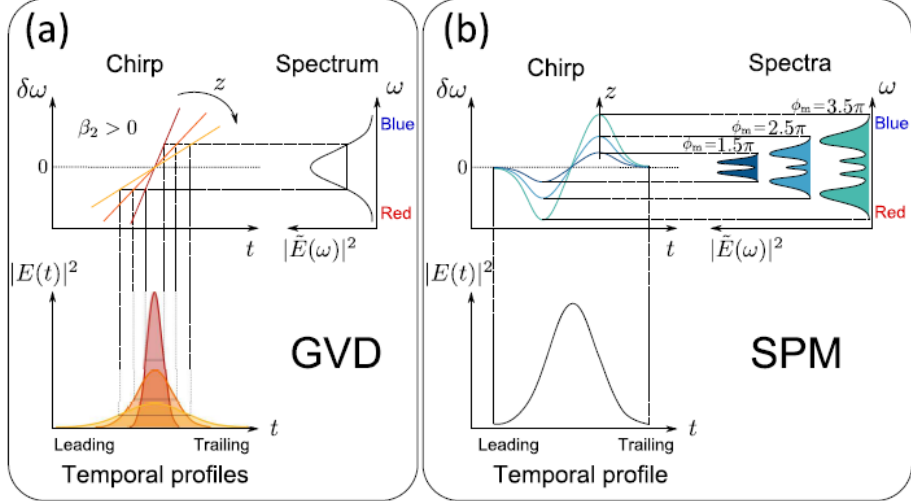 (a)
Chirp
Spectrum
δω
z
ω
β₂ > 0
Blue
0
Red
t
|Ẽ(ω)|²
|E(t)|²
GVD
t
Leading
Trailing
Temporal profiles
(b)
Chirp
Spectra
δω
z
ω
ϕₘ=3.5π
Blue
ϕₘ=2.5π
ϕₘ=1.5π
0
Red
t
|Ẽ(ω)|²
|E(t)|²
SPM
t
Leading
Trailing
Temporal profile